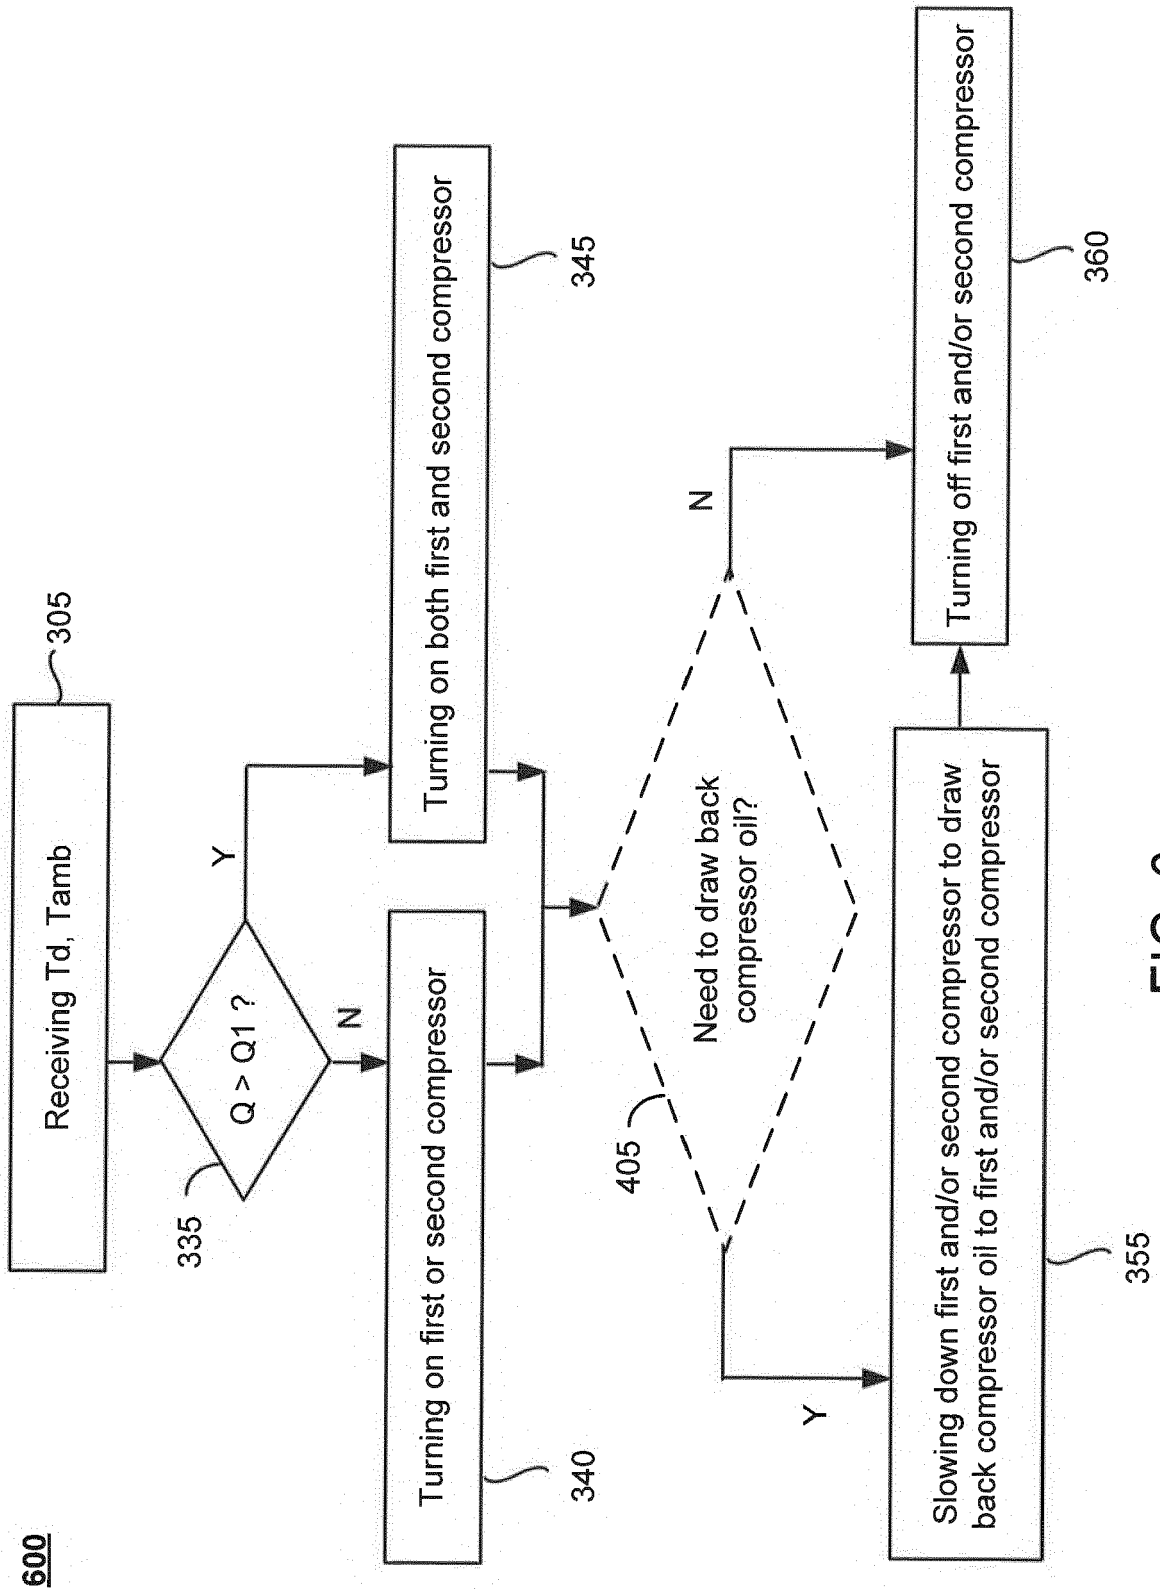 600
Receiving Td, Tamb
305
335
Q > Q1 ?
Y
N
Turning on first or second compressor
340
Turning on both first and second compressor
345
405
Need to draw back
compressor oil?
Y
N
Slowing down first and/or second compressor to draw
back compressor oil to first and/or second compressor
355
Turning off first and/or second compressor
360